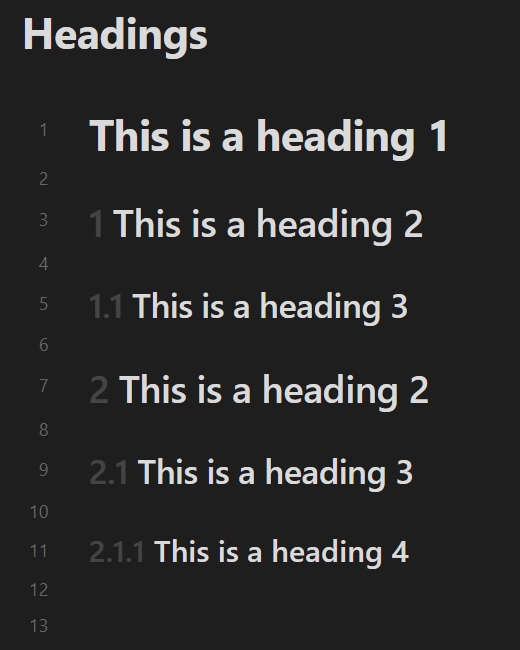 Headings
1 This is a heading 1
2
3 1 This is a heading 2
4
5 1.1 This is a heading 3
6
7 2 This is a heading 2
8
9 2.1 This is a heading 3
10
11 2.1.1 This is a heading 4
12
13